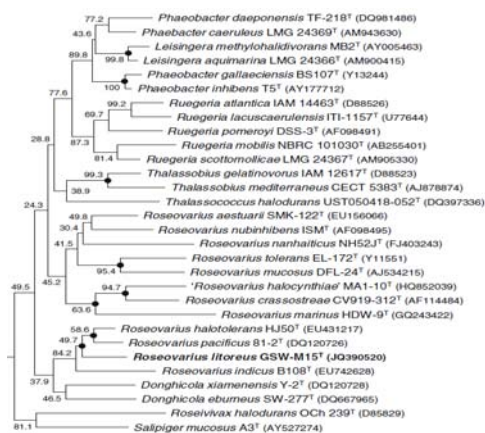 Phaeobacter daeponensis TF-218T (DQ981486)
Phaebacter caeruleus LMG 24369T (AM943630)
Leisingera methylohalidivorans MB2T (AY005463)
Leisingera aquimarina LMG 24366T (AM900415)
Phaeobacter gallaeciensis BS107T (Y13244)
Phaeobacter inhibens T5T (AY177712)
Ruegeria atlantica IAM 14463T (D88526)
Ruegeria lacuscaerulensis ITI-1157T (U77644)
Ruegeria pomeroyi DSS-3T (AF098491)
Ruegeria mobilis NBRC 101030T (AB255401)
Ruegeria scottomollicae LMG 24367T (AM905330)
Thalassobius gelatinovorus IAM 12617T (D88523)
Thalassobius mediterraneus CECT 5383T (AJ878874)
Thalassococcus halodurans UST050418-052T (DQ397336)
Roseovarius aestuarii SMK-122T (EU156066)
Roseovarius nubinhibens ISMT (AF098495)
Roseovarius nanhaiticus NH52JT (FJ403243)
Roseovarius tolerans EL-172T (Y11551)
Roseovarius mucosus DFL-24T (AJ534215)
'Roseovarius halocynthiae' MA1-10T (HQ852039)
Roseovarius crassostreae CV919-312T (AF114484)
Roseovarius marinus HDW-9T (GQ243422)
Roseovarius halotolerans HJ50T (EU431217)
Roseovarius pacificus 81-2T (DQ120726)
Roseovarius litoreus GSW-M15T (JQ390520)
Roseovarius indicus B108T (EU742628)
Donghicola xiamenensis Y-2T (DQ120728)
Donghicola eburneus SW-277T (DQ667965)
Roseivivax halodurans OCh 239T (D85829)
Salipiger mucosus A3T (AY527274)
77.2
43.6
89.8
99.8
100
77.6
99.2
69.7
87.3
81.4
28.8
99.3
38.9
24.3
49.8
30.4
41.5
95.4
45.2
94.7
63.6
49.5
58.6
49.7
84.2
37.9
46.5
81.1